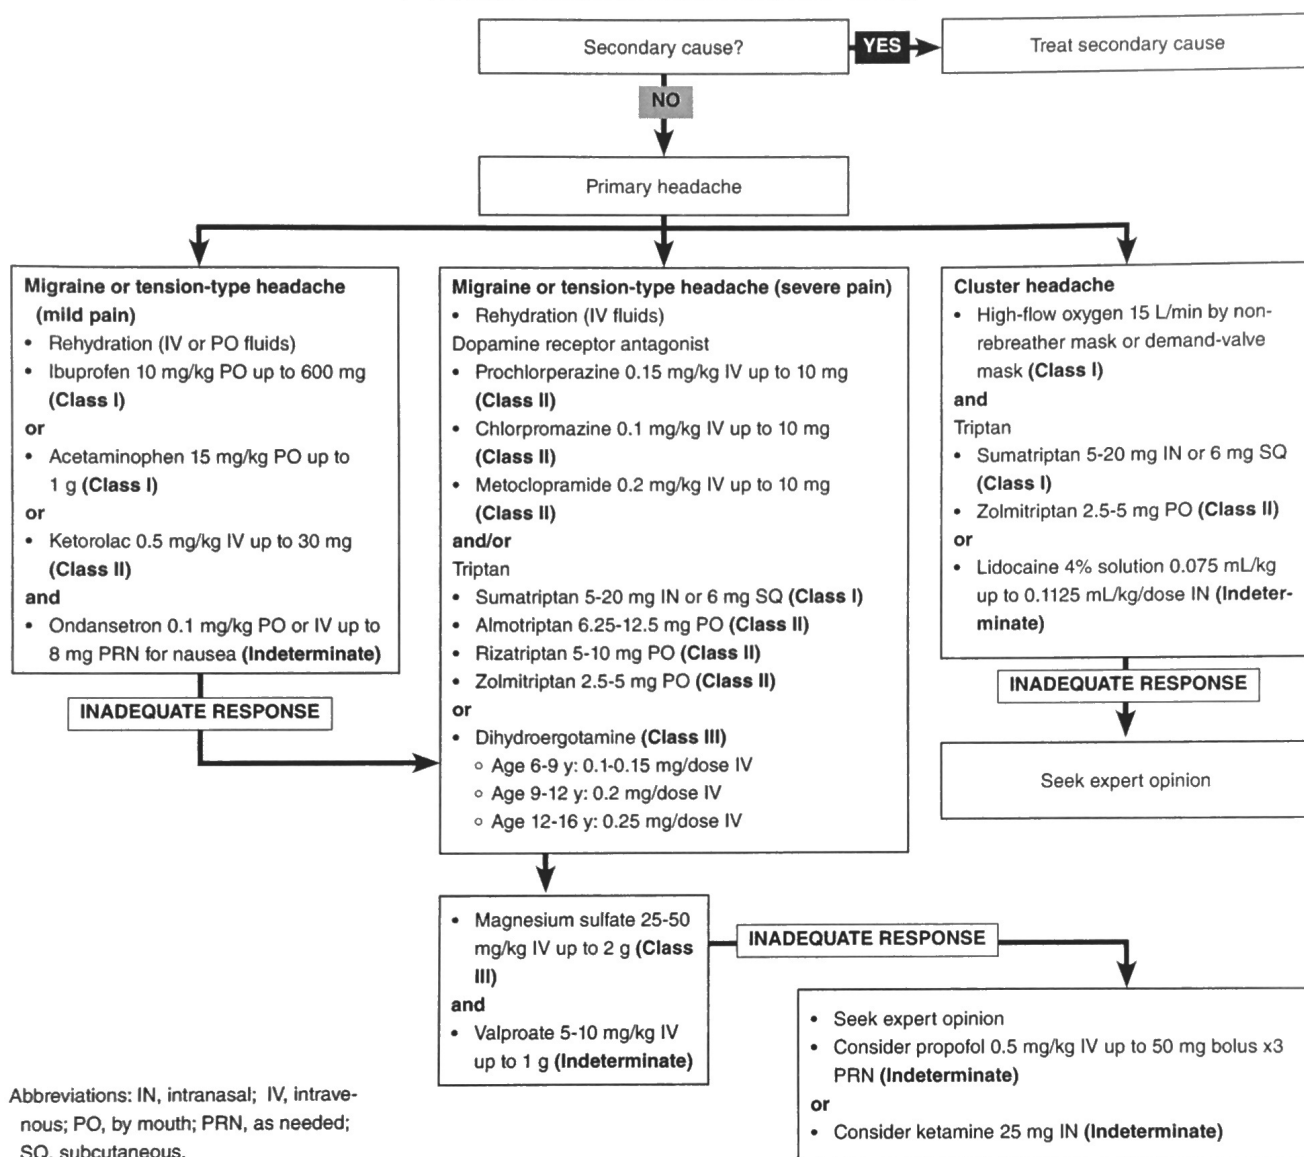 Secondary cause?
YES
Treat secondary cause
NO
Primary headache
Migraine or tension-type headache
(mild pain)
• Rehydration (IV or PO fluids)
• Ibuprofen 10 mg/kg PO up to 600 mg
(Class I)
or
• Acetaminophen 15 mg/kg PO up to
1 g (Class I)
or
• Ketorolac 0.5 mg/kg IV up to 30 mg
(Class II)
and
• Ondansetron 0.1 mg/kg PO or IV up to
8 mg PRN for nausea (Indeterminate)
INADEQUATE RESPONSE
Migraine or tension-type headache (severe pain)
• Rehydration (IV fluids)
Dopamine receptor antagonist
• Prochlorperazine 0.15 mg/kg IV up to 10 mg
(Class II)
• Chlorpromazine 0.1 mg/kg IV up to 10 mg
(Class II)
• Metoclopramide 0.2 mg/kg IV up to 10 mg
(Class II)
and/or
Triptan
• Sumatriptan 5-20 mg IN or 6 mg SQ (Class I)
• Almotriptan 6.25-12.5 mg PO (Class II)
• Rizatriptan 5-10 mg PO (Class II)
• Zolmitriptan 2.5-5 mg PO (Class II)
or
• Dihydroergotamine (Class III)
○ Age 6-9 y: 0.1-0.15 mg/dose IV
○ Age 9-12 y: 0.2 mg/dose IV
○ Age 12-16 y: 0.25 mg/dose IV
Cluster headache
• High-flow oxygen 15 L/min by non-
rebreather mask or demand-valve
mask (Class I)
and
Triptan
• Sumatriptan 5-20 mg IN or 6 mg SQ
(Class I)
• Zolmitriptan 2.5-5 mg PO (Class II)
or
• Lidocaine 4% solution 0.075 mL/kg
up to 0.1125 mL/kg/dose IN (Indeter-
minate)
INADEQUATE RESPONSE
Seek expert opinion
• Magnesium sulfate 25-50
mg/kg IV up to 2 g (Class
III)
and
• Valproate 5-10 mg/kg IV
up to 1 g (Indeterminate)
INADEQUATE RESPONSE
• Seek expert opinion
• Consider propofol 0.5 mg/kg IV up to 50 mg bolus x3
PRN (Indeterminate)
or
• Consider ketamine 25 mg IN (Indeterminate)
Abbreviations: IN, intranasal; IV, intrave-
nous; PO, by mouth; PRN, as needed;
SQ, subcutaneous.